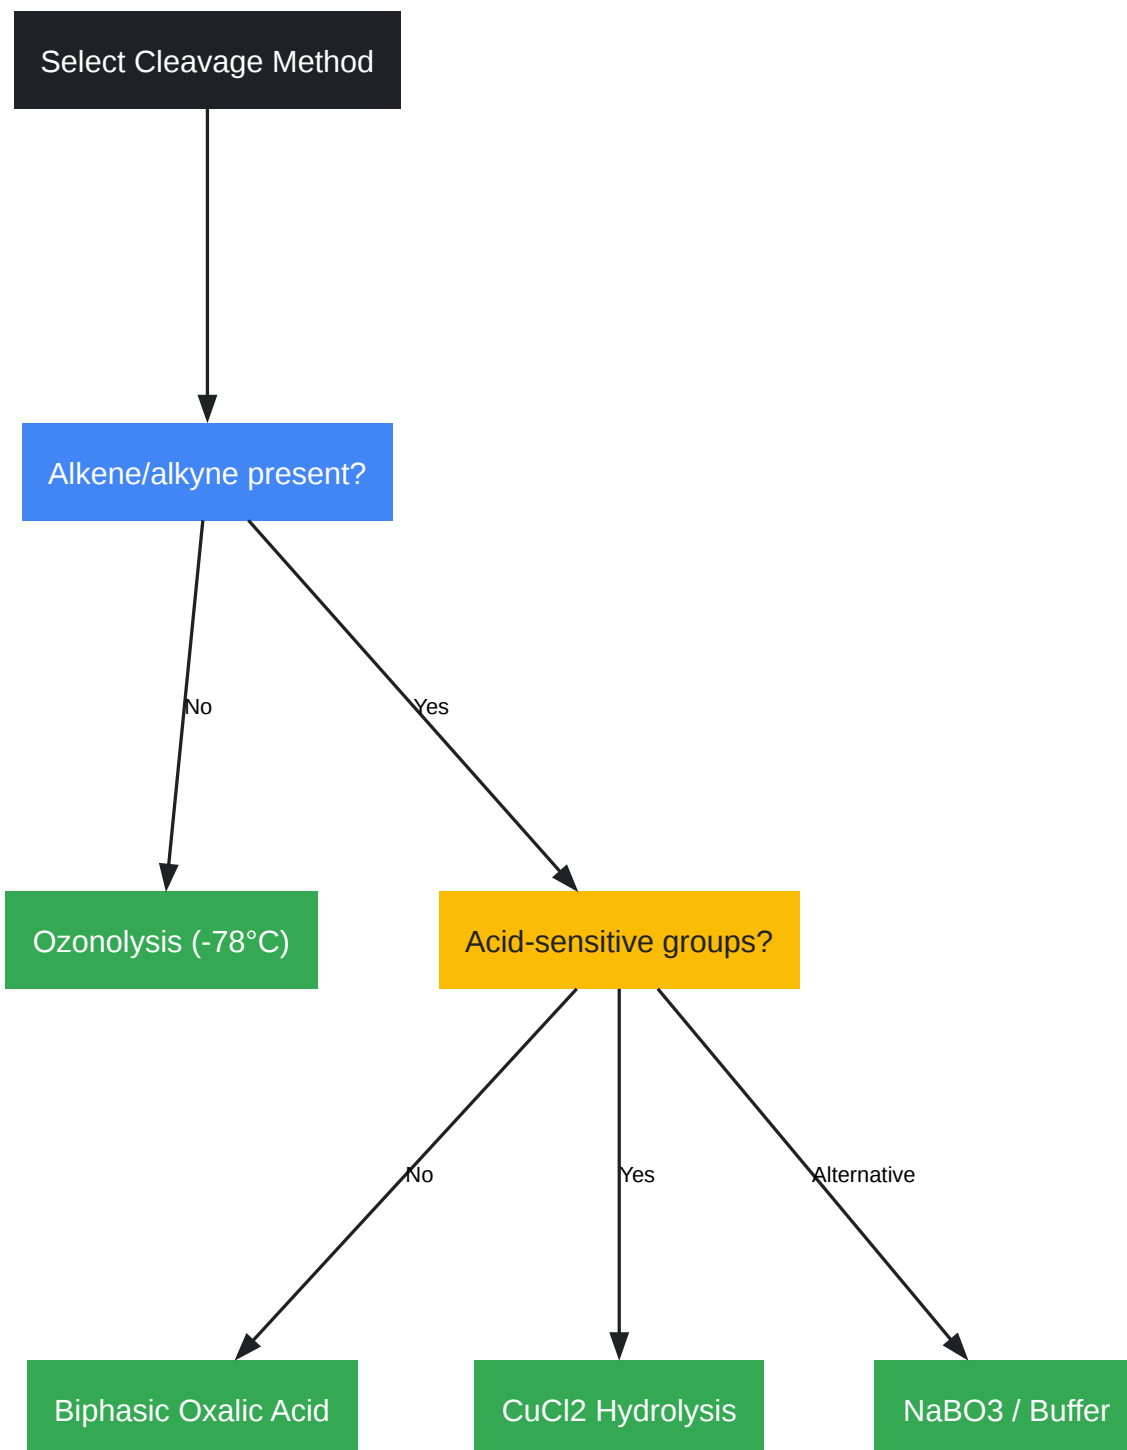 Select Cleavage Method
Alkene/alkyne present?
No
Yes
Ozonolysis (-78°C)
Acid-sensitive groups?
No
Yes
Alternative
Biphasic Oxalic Acid
CuCl2 Hydrolysis
NaBO3 / Buffer